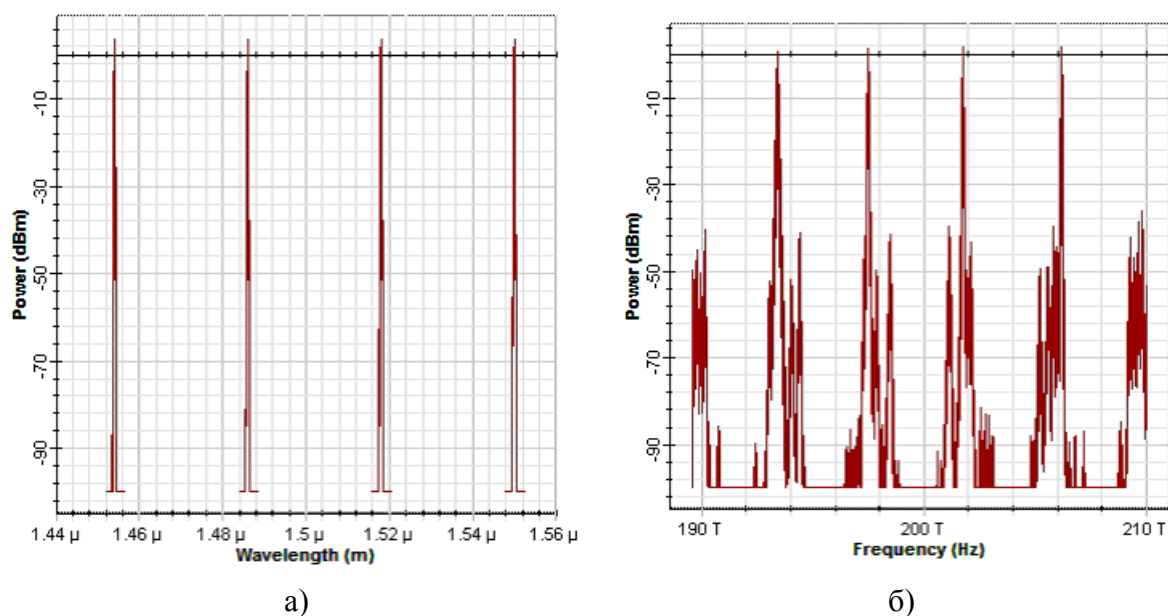 -10
-30
-50
-70
-90
Power (dBm)
1.44 µ 1.46 µ 1.48 µ 1.5 µ 1.52 µ 1.54 µ 1.56 µ
Wavelength (m)
а)
-10
-30
-50
-70
-90
Power (dBm)
190 T 200 T 210 T
Frequency (Hz)
б)